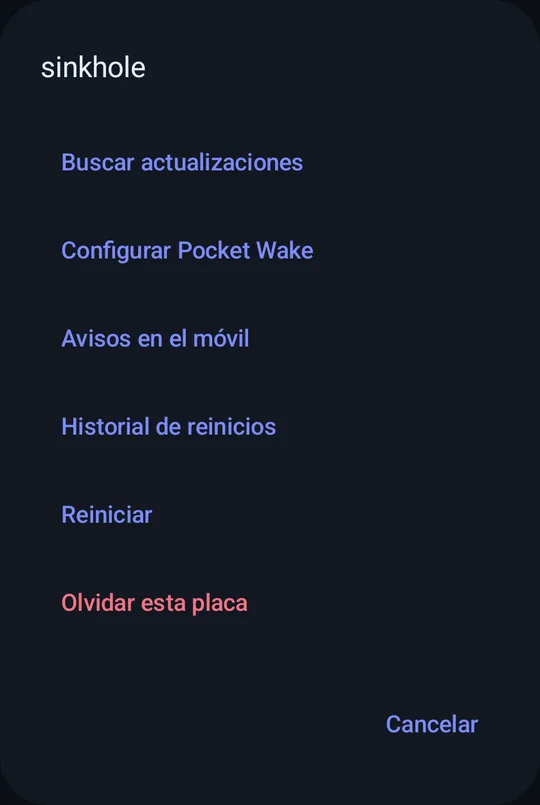 sinkhole
Buscar actualizaciones
Configurar Pocket Wake
Avisos en el móvil
Historial de reinicios
Reiniciar
Olvidar esta placa
Cancelar